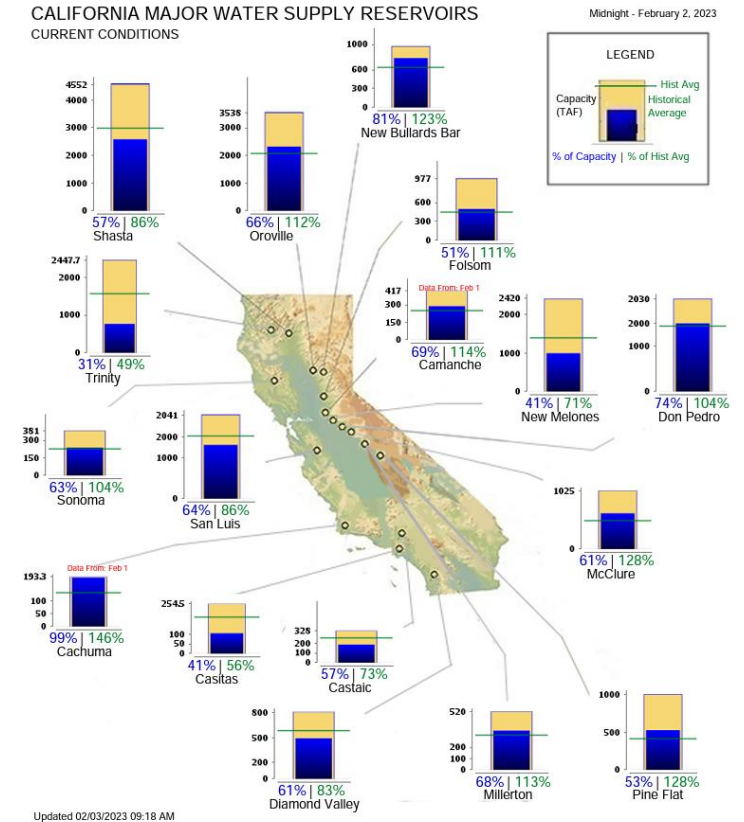 CALIFORNIA MAJOR WATER SUPPLY RESERVOIRS
Midnight - February 2, 2023
CURRENT CONDITIONS
LEGEND
Capacity
(TAF)
Hist Avg
Historical
Average
% of Capacity | % of Hist Avg
4552
4000
3000
2000
1000
0
57% | 86%
Shasta
3538
3000
2000
1000
0
66% | 112%
Oroville
1000
600
300
0
81% | 123%
New Bullards Bar
977
600
300
0
51% | 111%
Folsom
2447.7
2000
1000
0
31% | 49%
Trinity
Data From: Feb 1
417
300
150
0
69% | 114%
Camanche
2420
2000
1000
0
41% | 71%
New Melones
2030
2000
1000
0
74% | 104%
Don Pedro
381
300
150
0
63% | 104%
Sonoma
2041
2000
1000
0
64% | 86%
San Luis
1025
0
61% | 128%
McClure
Data From: Feb 1
193.3
100
50
0
99% | 146%
Cachuma
254.5
100
50
0
41% | 56%
Casitas
325
200
100
0
57% | 73%
Castaic
800
500
200
0
61% | 83%
Diamond Valley
520
200
100
0
68% | 113%
Millerton
1000
500
0
53% | 128%
Pine Flat
Updated 02/03/2023 09:18 AM